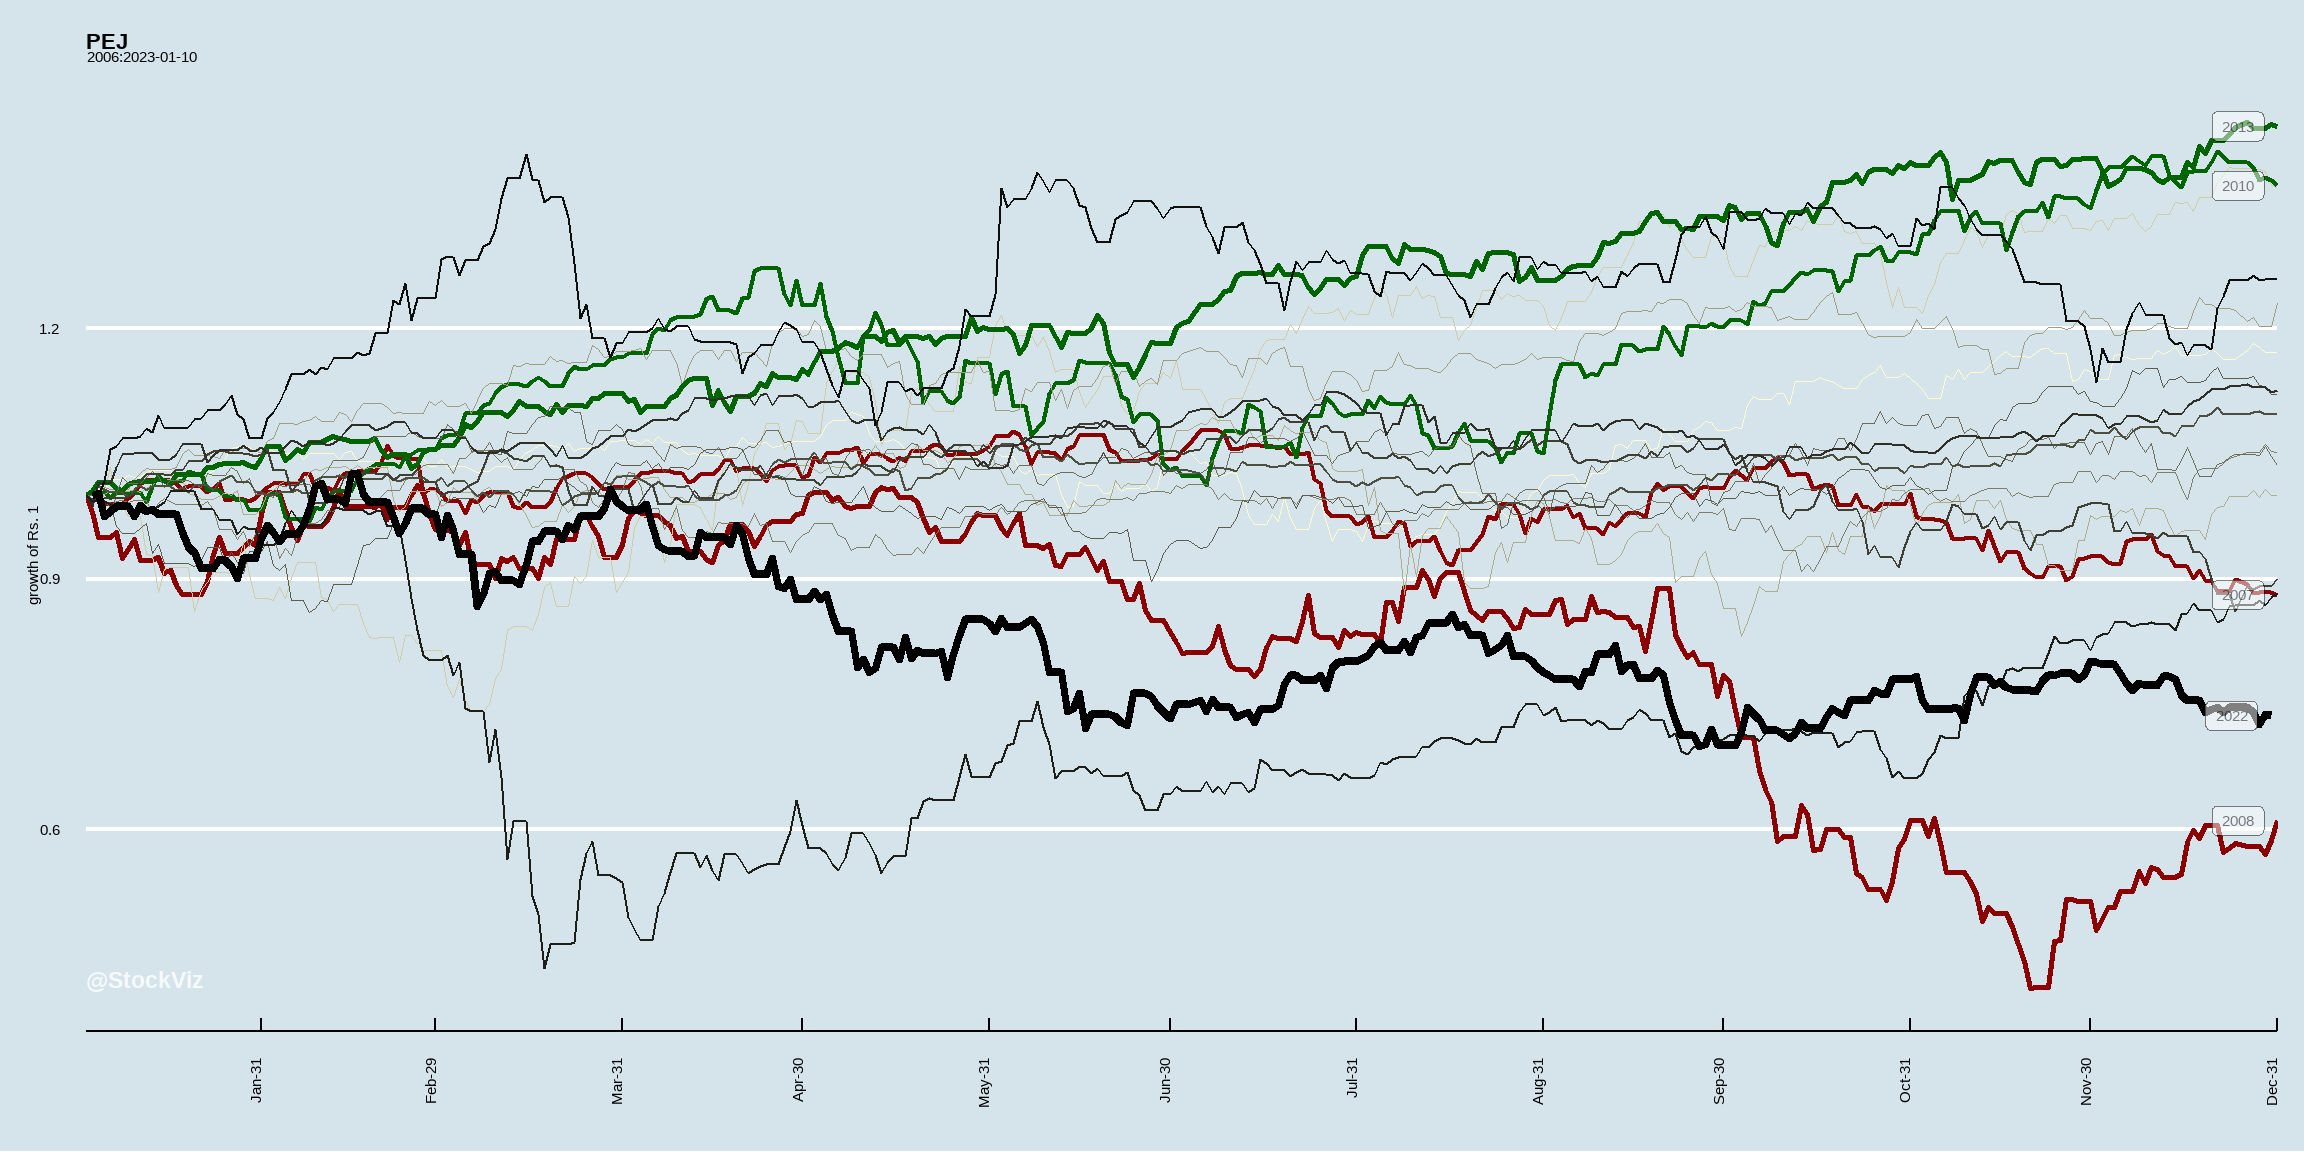 PEJ
2006:2023-01-10
2013
2010
1.2
growth of Rs. 1
0.9
2007
2022
2008
0.6
@StockViz
Jan-31
Feb-29
Mar-31
Apr-30
May-31
Jun-30
Jul-31
Aug-31
Sep-30
Oct-31
Nov-30
Dec-31